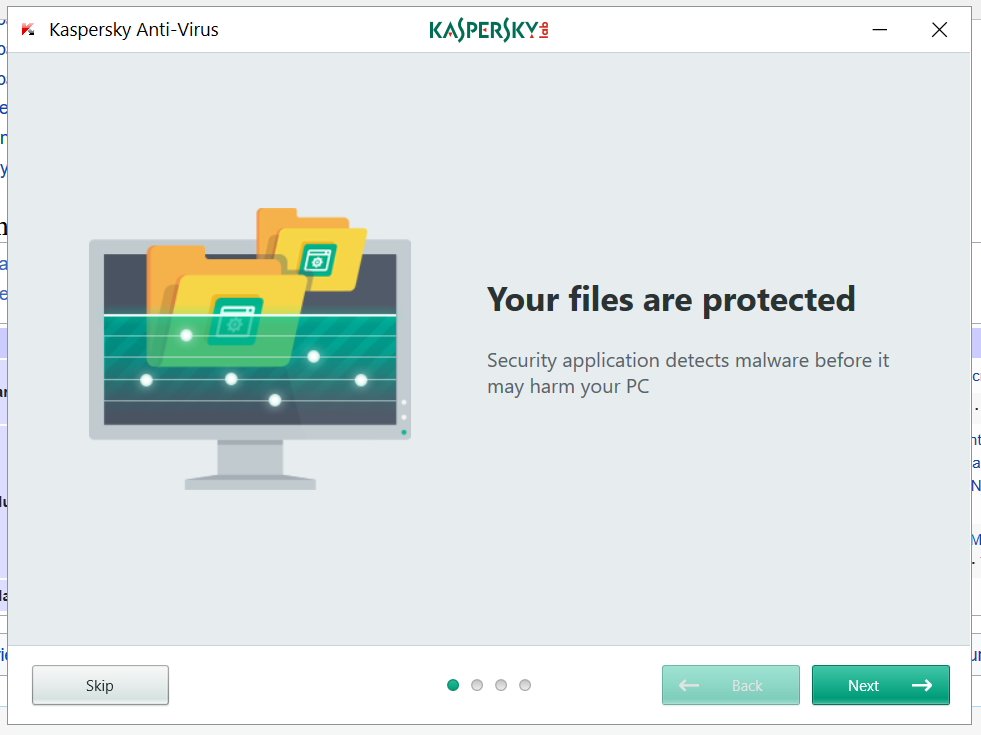 Kaspersky Anti-Virus
KASPERSKY lab
Your files are protected
Security application detects malware before it
may harm your PC
Skip
Back
Next